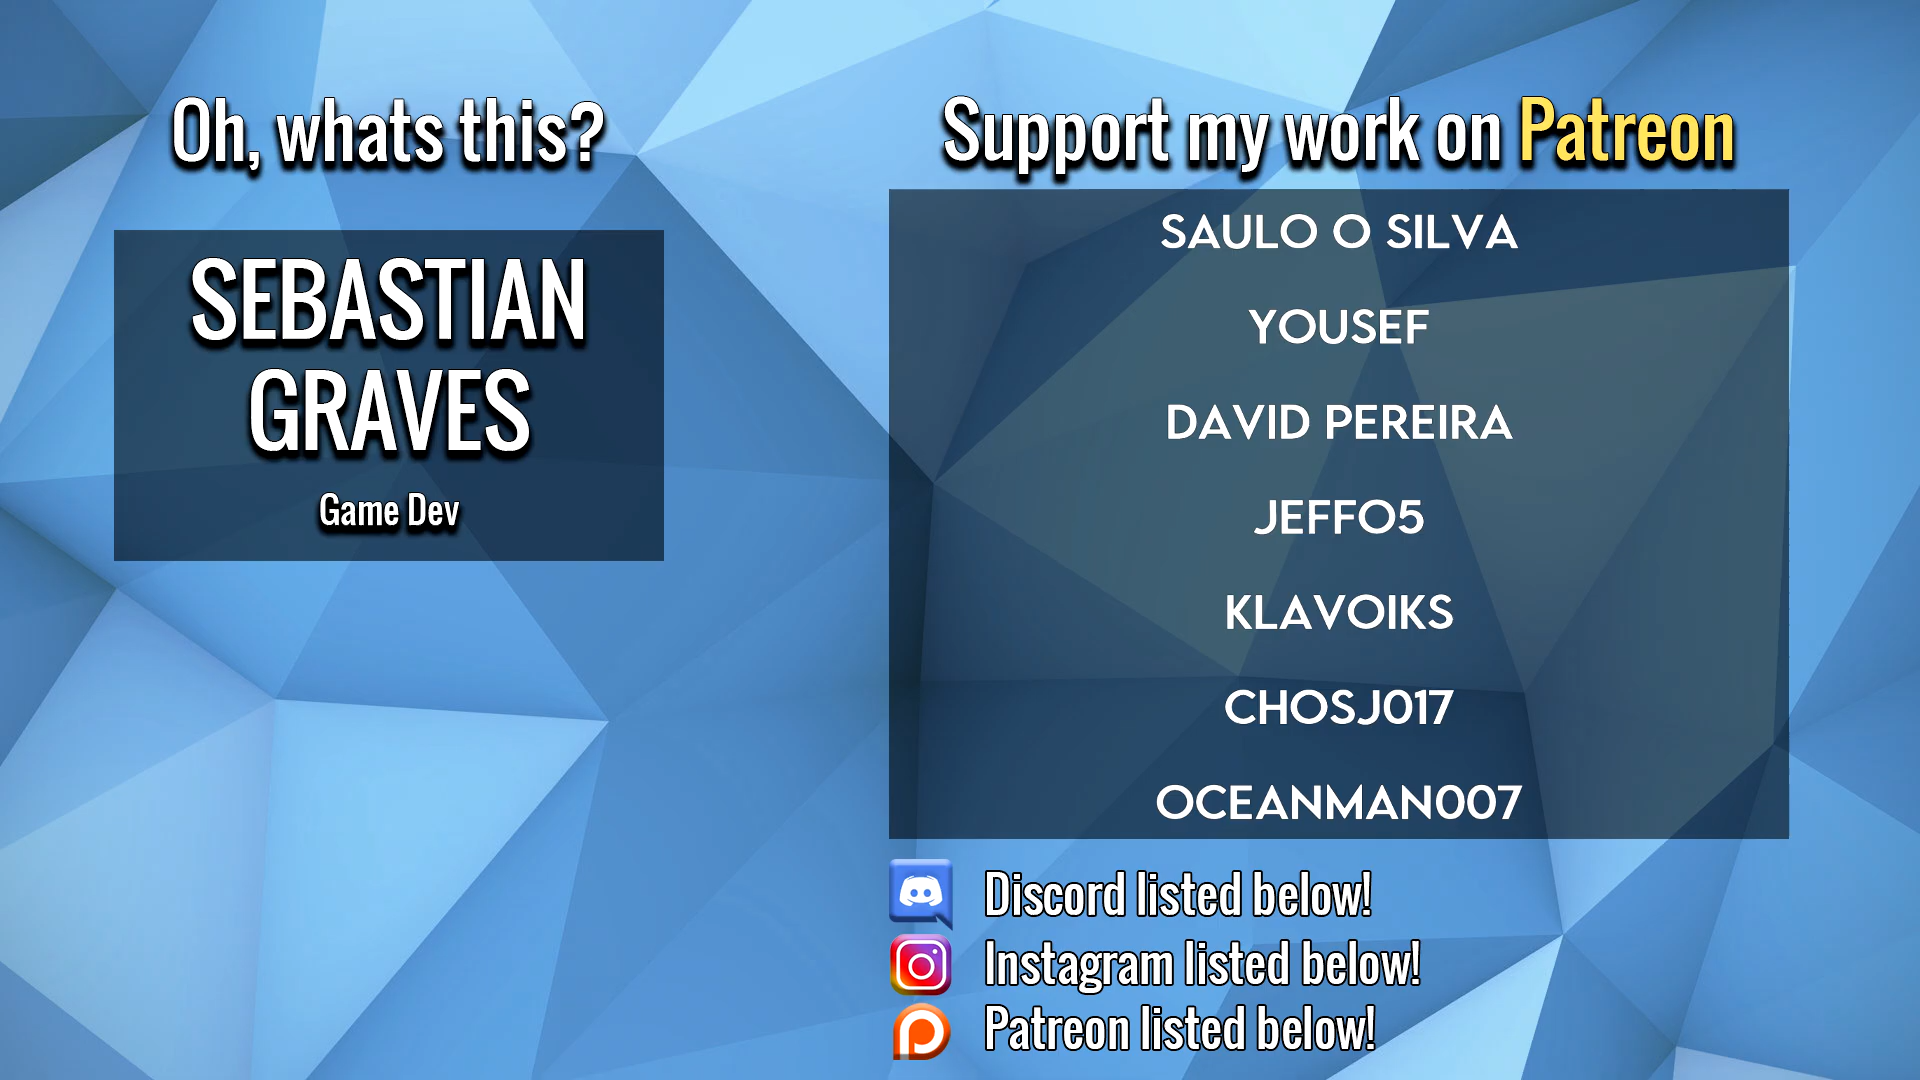 Oh, whats this?
SEBASTIAN
GRAVES
Game Dev
Support my work on Patreon
SAULO O SILVA
YOUSEF
DAVID PEREIRA
JEFFO5
KLAVOIKS
CHOSJ017
OCEANMAN007
Discord listed below!
Instagram listed below!
Patreon listed below!